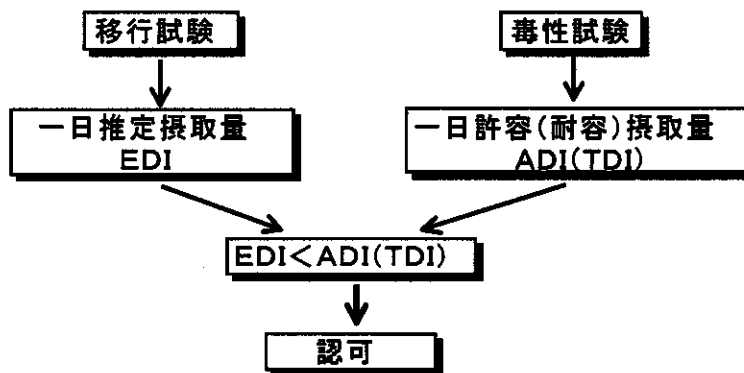 移行試験
毒性試験
一日推定摂取量
EDI
一日許容(耐容)摂取量
ADI(TDI)
EDI<ADI(TDI)
認可